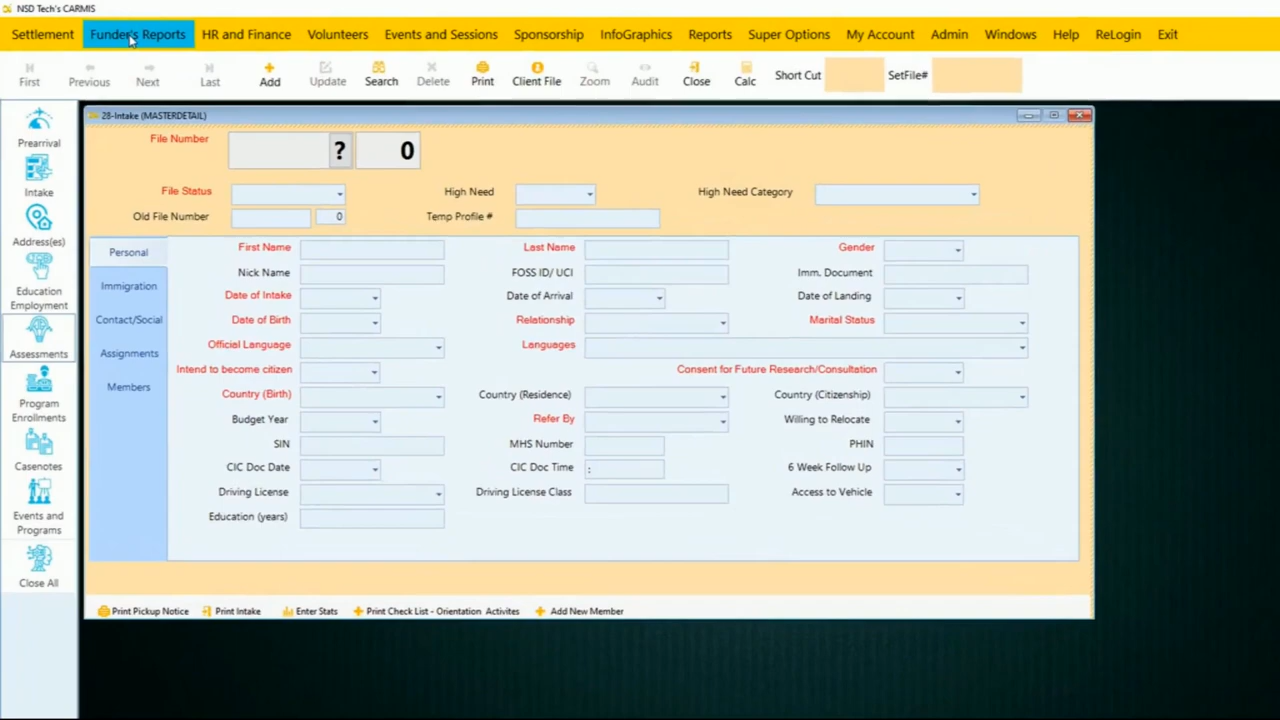 NSD Tech's CARMIS
Settlement Funder's Reports HR and Finance Volunteers Events and Sessions Sponsorship InfoGraphics Reports Super Options My Account Admin Windows Help ReLogin Exit
First Previous Next Last Add Update Search Delete Print Client File Zoom Audit Close Calc Short Cut SetFile#
Prearrival
Intake
Address(es)
Education
Employment
Assessments
Program
Enrollments
Casenotes
Events and
Programs
Close All
28-Intake (MASTERDETAIL)
File Number ? 0
File Status High Need High Need Category
Old File Number 0 Temp Profile #
Personal
Immigration
Contact/Social
Assignments
Members
First Name Last Name Gender
Nick Name FOSS ID/ UCI Imm. Document
Date of Intake Date of Arrival Date of Landing
Date of Birth Relationship Marital Status
Official Language Languages
Intend to become citizen Consent for Future Research/Consultation
Country (Birth) Country (Residence) Country (Citizenship)
Budget Year Refer By Willing to Relocate
SIN MHS Number PHIN
CIC Doc Date CIC Doc Time : 6 Week Follow Up
Driving License Driving License Class Access to Vehicle
Education (years)
Print Pickup Notice Print Intake Enter Stats Print Check List - Orientation Activites Add New Member